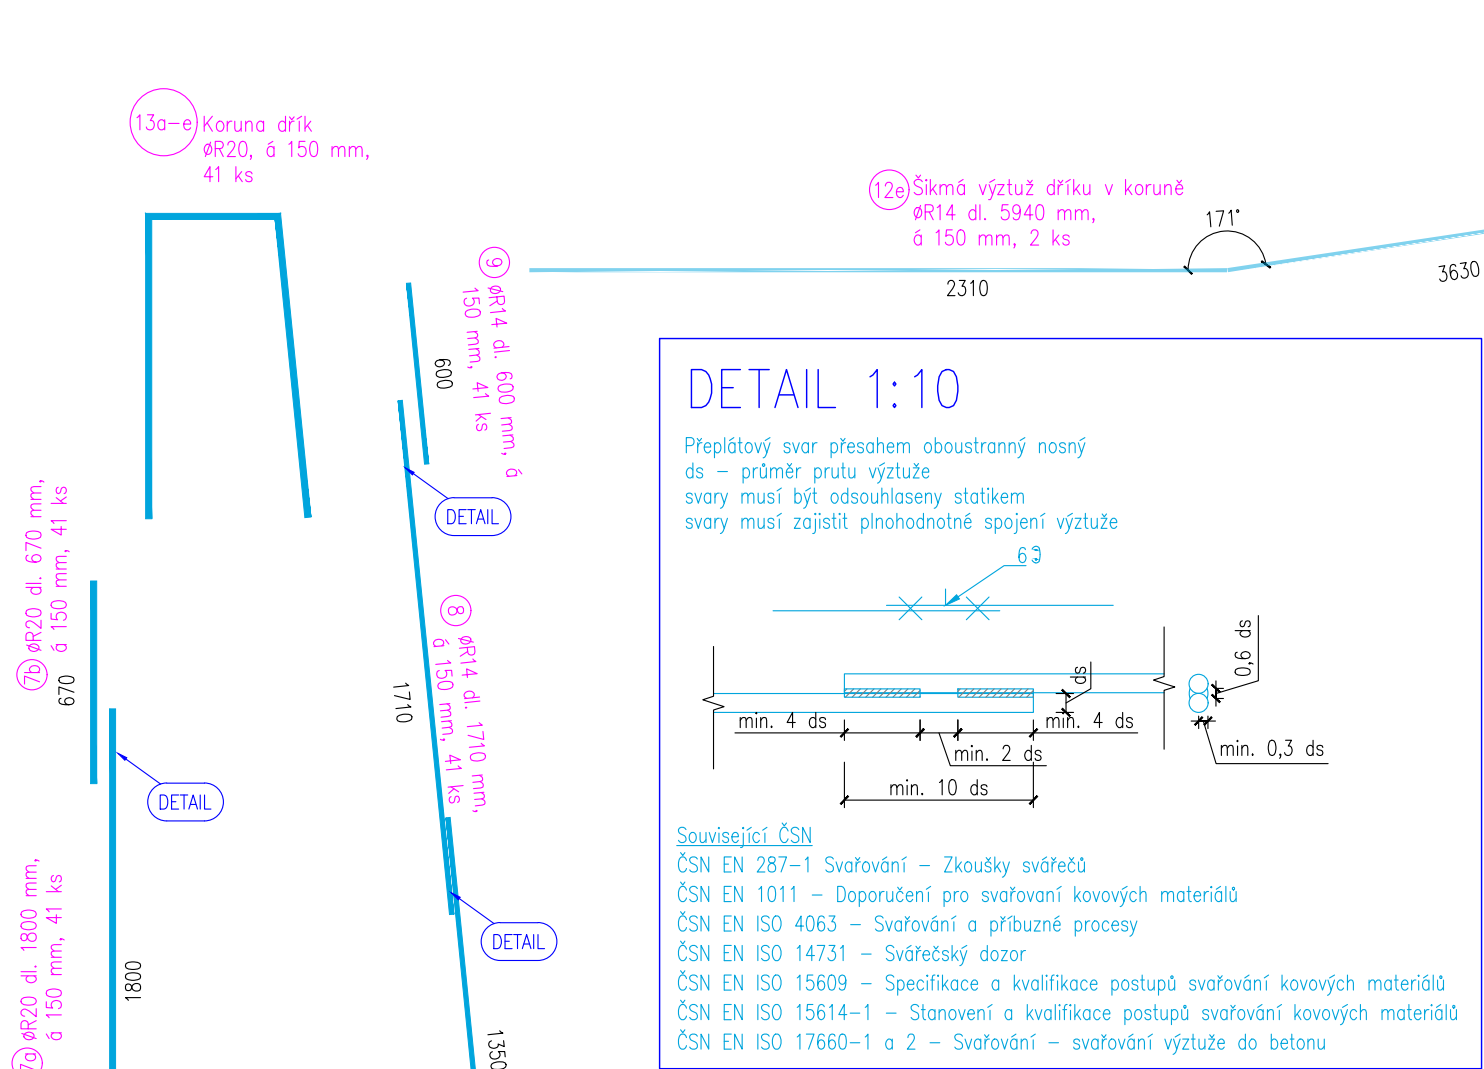 13a-e
Koruna dřík
øR20, á 150 mm,
41 ks
12e
Šikmá výztuž dříku v koruně
øR14 dl. 5940 mm,
á 150 mm, 2 ks
171°
2310
3630
9
øR14 dl. 600 mm, á
150 mm, 41 ks
600
DETAIL
8
øR14 dl. 1710 mm,
á 150 mm, 41 ks
1710
DETAIL
1350
7b
øR20 dl. 670 mm,
á 150 mm, 41 ks
670
DETAIL
7a
øR20 dl. 1800 mm,
á 150 mm, 41 ks
1800
DETAIL 1:10
Přeplátový svar přesahem oboustranný nosný
ds – průměr prutu výztuže
svary musí být odsouhlaseny statikem
svary musí zajistit plnohodnotné spojení výztuže
6
ds
0,6 ds
min. 4 ds
min. 4 ds
min. 2 ds
min. 0,3 ds
min. 10 ds
Související ČSN
ČSN EN 287–1 Svařování – Zkoušky svářečů
ČSN EN 1011 – Doporučení pro svařovaní kovových materiálů
ČSN EN ISO 4063 – Svařování a příbuzné procesy
ČSN EN ISO 14731 – Svářečský dozor
ČSN EN ISO 15609 – Specifikace a kvalifikace postupů svařování kovových materiálů
ČSN EN ISO 15614–1 – Stanovení a kvalifikace postupů svařování kovových materiálů
ČSN EN ISO 17660–1 a 2 – Svařování – svařování výztuže do betonu